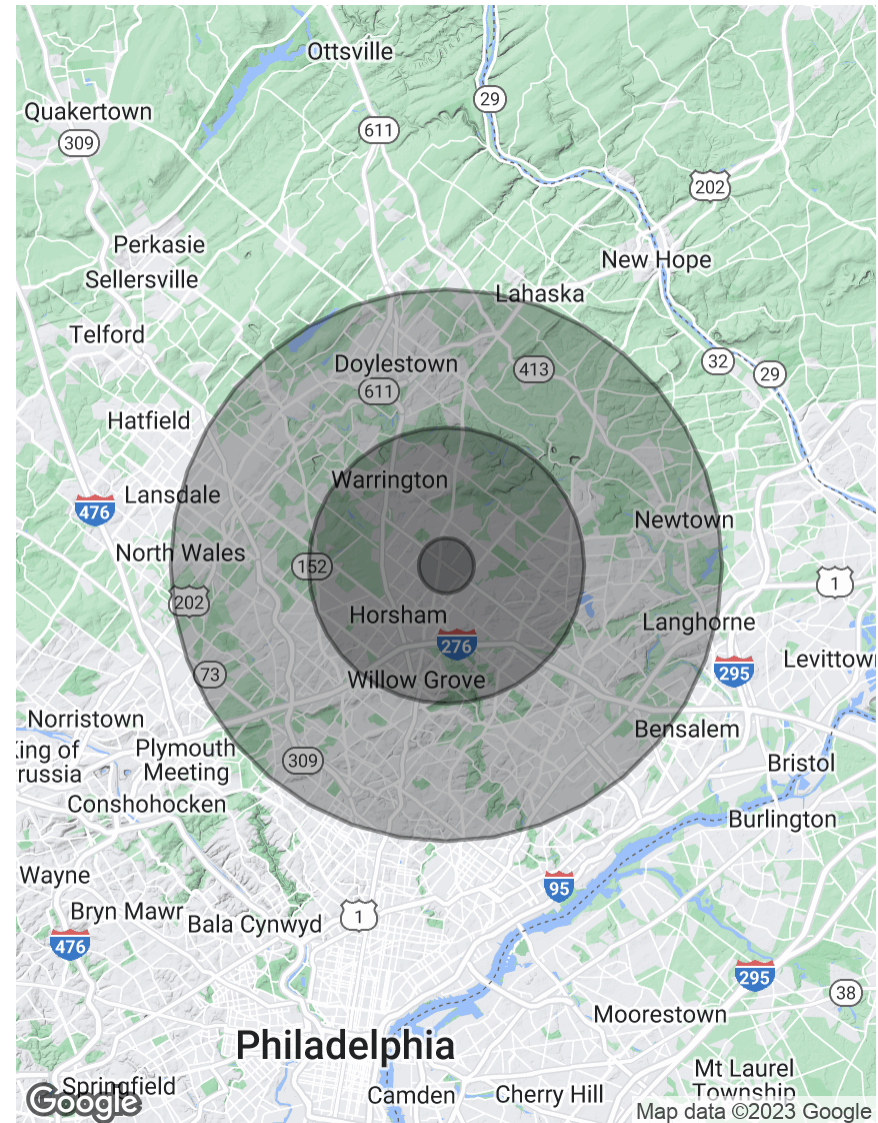 Ottsville
29
Quakertown
611
309
202
Perkasie
New Hope
Sellersville
Lahaska
Telford
Doylestown
413
32
29
611
Hatfield
Warrington
Lansdale
476
Newtown
North Wales
152
1
202
Horsham
Langhorne
276
Levittown
295
73
Willow Grove
Norristown
Bensalem
King of
Prussia
Plymouth
Meeting
309
Bristol
Conshohocken
Burlington
Wayne
95
Bryn Mawr
1
Bala Cynwyd
476
295
38
Moorestown
Philadelphia
Mt Laurel
Township
Springfield
Camden
Cherry Hill
Google
Map data ©2023 Google